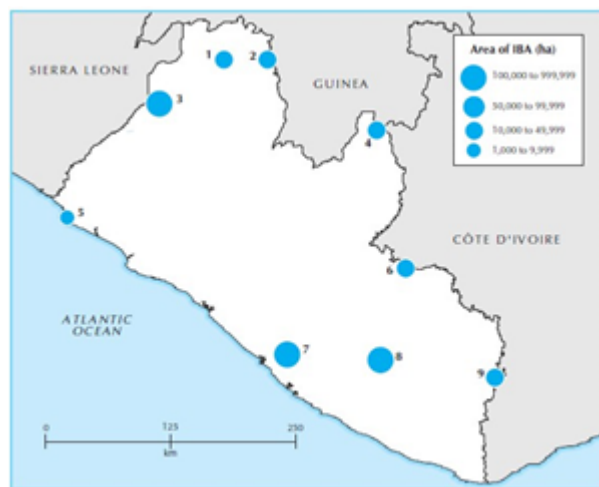 Area of IBA (ha)
100,000 to 999,999
50,000 to 99,999
10,000 to 49,999
1,000 to 9,999
SIERRA LEONE
GUINEA
CÔTE D'IVOIRE
ATLANTIC
OCEAN
1
2
3
4
5
6
7
8
9
0
125
250
km